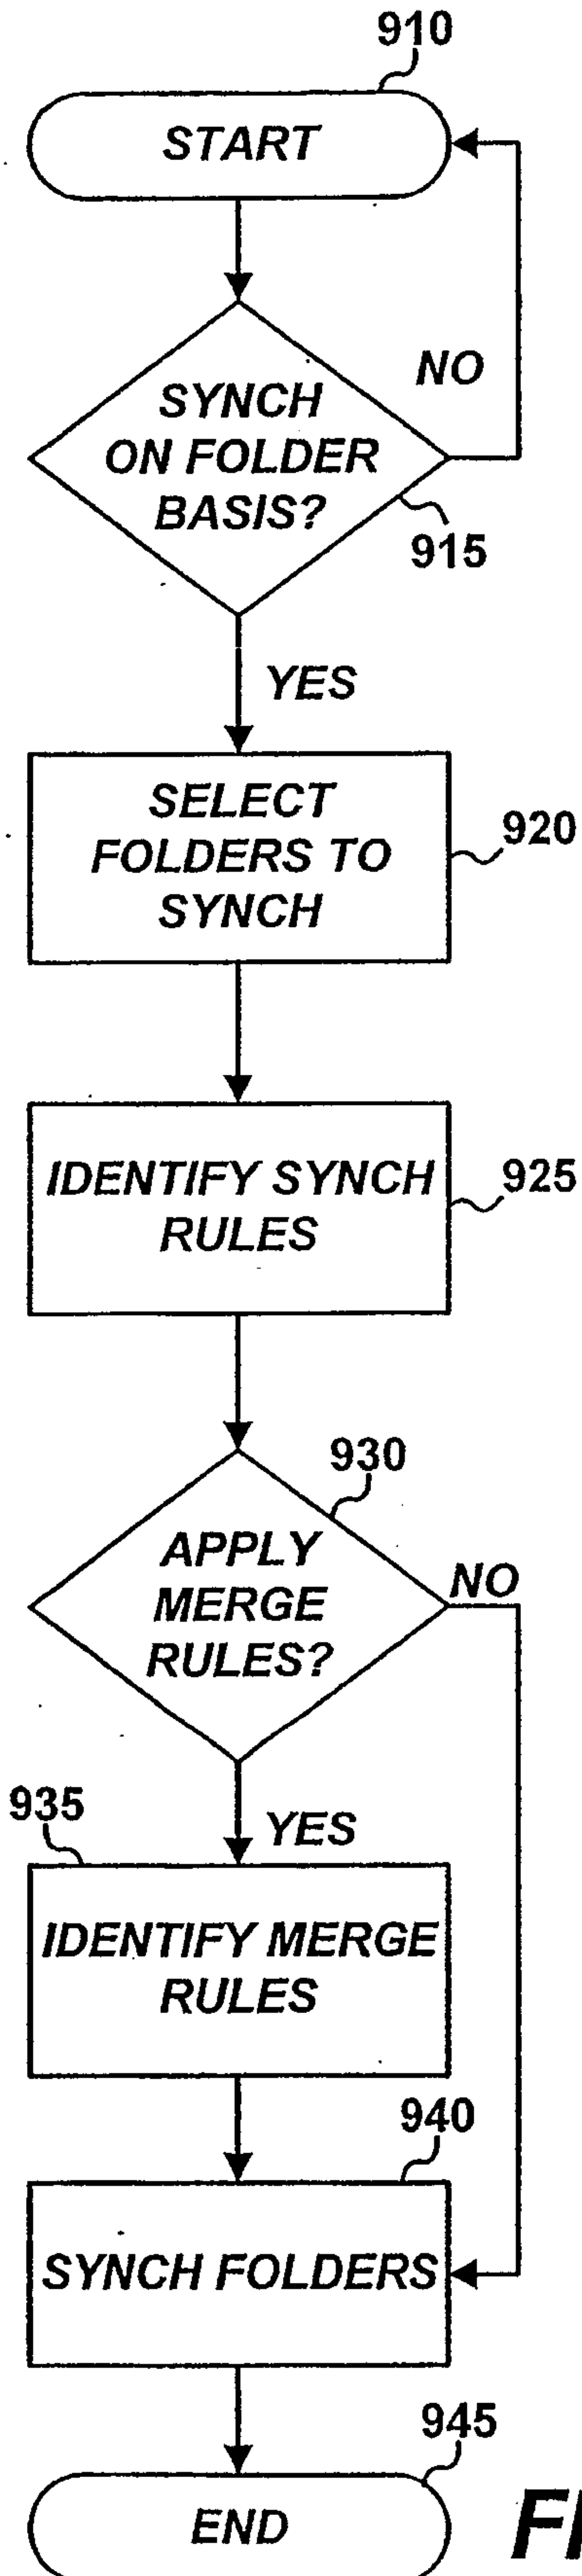 910
START
NO
SYNCH
ON FOLDER
BASIS?
915
YES
SELECT
FOLDERS TO
SYNCH
920
IDENTIFY SYNCH
RULES
925
930
APPLY
MERGE
RULES?
NO
935
YES
IDENTIFY MERGE
RULES
940
SYNCH FOLDERS
945
END